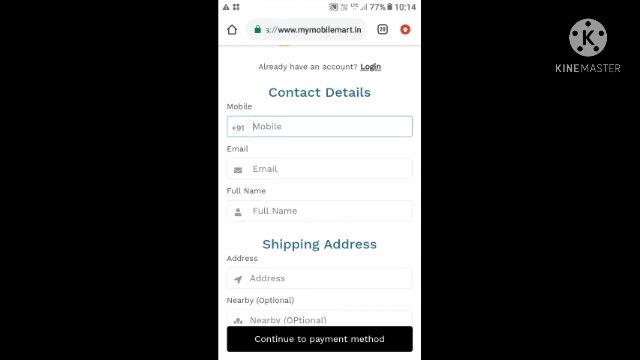 77% 10:14
s://www.mymobilemart.in
20
K
KINEMASTER
Already have an account? Login
Contact Details
Mobile
+91 Mobile
Email
Email
Full Name
Full Name
Shipping Address
Address
Address
Nearby (Optional)
Nearby (OPtional)
Continue to payment method